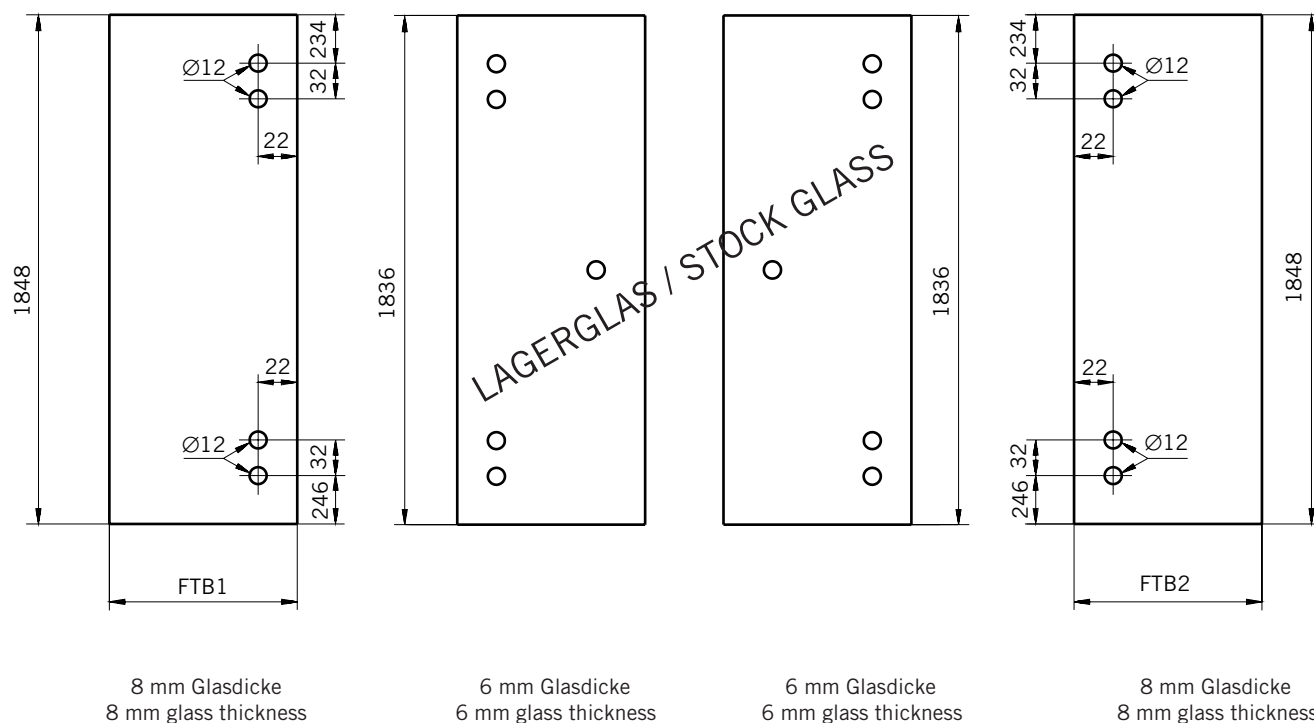 234
Ø12
32
22
1848
22
Ø12
32
246
FTB1
1836
LAGERGLAS / STOCK GLASS
1836
234
Ø12
32
22
1848
22
Ø12
32
246
FTB2
8 mm Glasdicke
8 mm glass thickness
6 mm Glasdicke
6 mm glass thickness
6 mm Glasdicke
6 mm glass thickness
8 mm Glasdicke
8 mm glass thickness